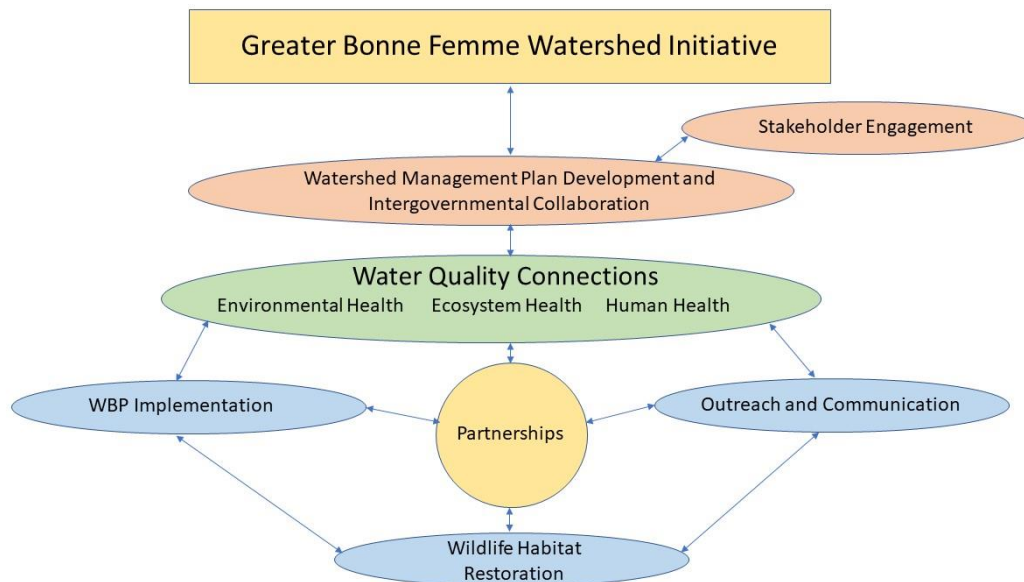 Greater Bonne Femme Watershed Initiative
Stakeholder Engagement
Watershed Management Plan Development and
Intergovernmental Collaboration
Water Quality Connections
Environmental Health Ecosystem Health Human Health
WBP Implementation
Outreach and Communication
Partnerships
Wildlife Habitat
Restoration